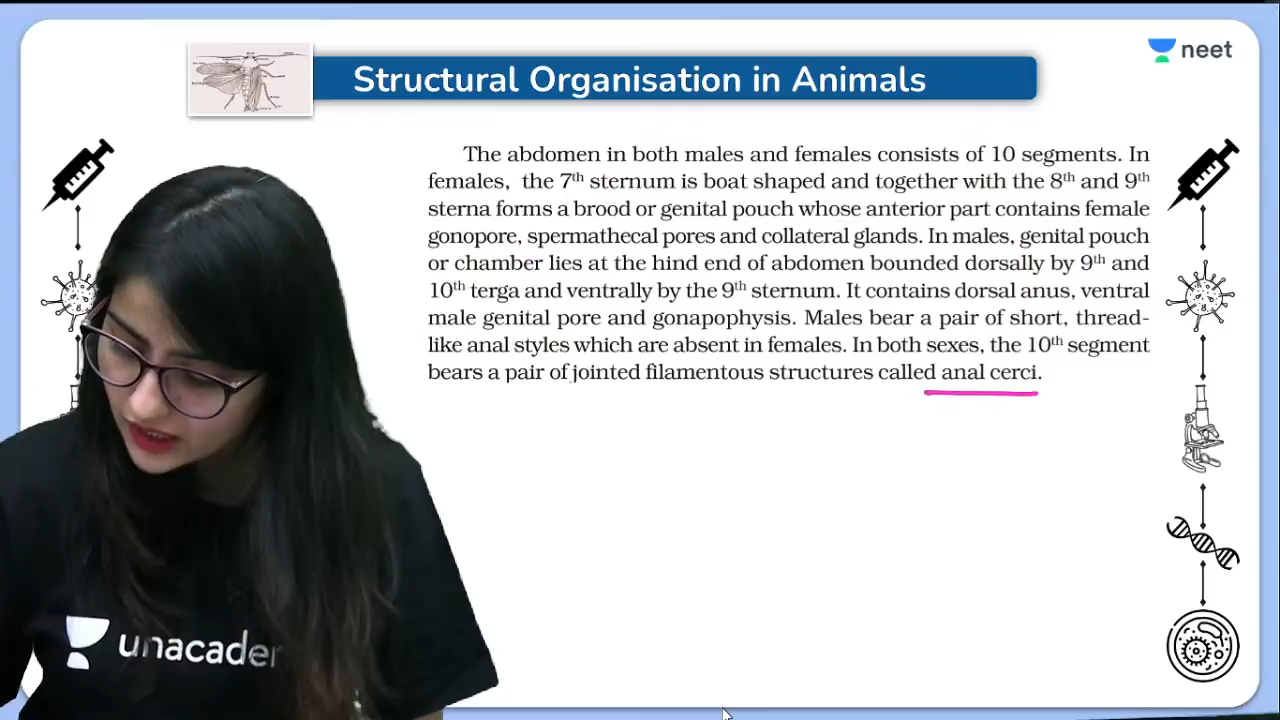 neet
Structural Organisation in Animals
The abdomen in both males and females consists of 10 segments. In
females, the 7th sternum is boat shaped and together with the 8th and 9th
sterna forms a brood or genital pouch whose anterior part contains female
gonopore, spermathecal pores and collateral glands. In males, genital pouch
or chamber lies at the hind end of abdomen bounded dorsally by 9th and
10th terga and ventrally by the 9th sternum. It contains dorsal anus, ventral
male genital pore and gonapophysis. Males bear a pair of short, thread-
like anal styles which are absent in females. In both sexes, the 10th segment
bears a pair of jointed filamentous structures called anal cerci.
unacader